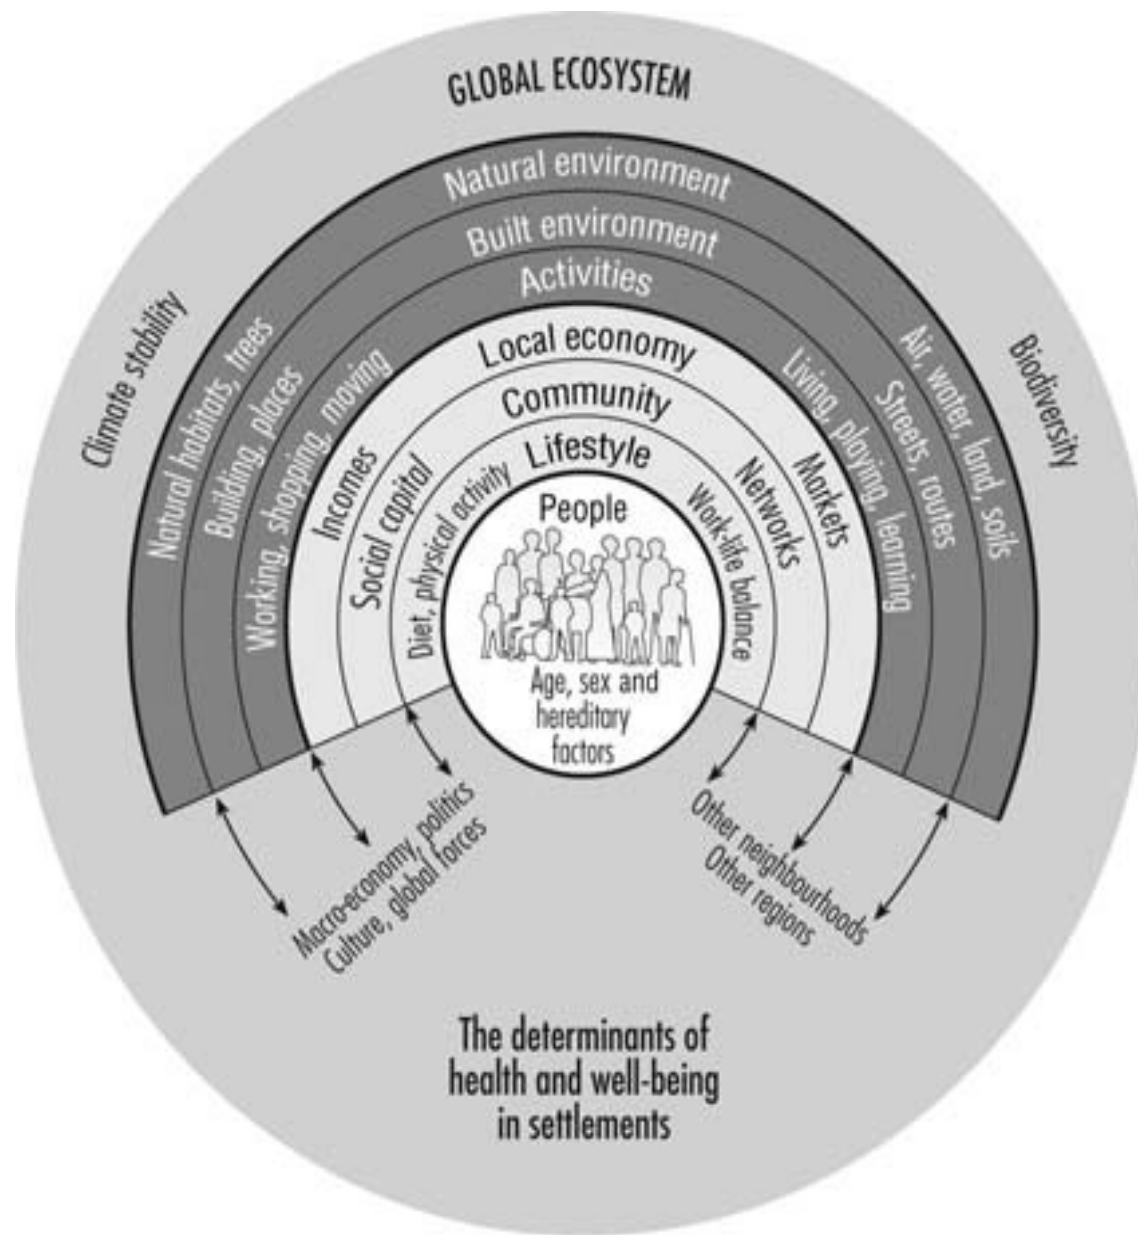 GLOBAL ECOSYSTEM
Natural environment
Built environment
Activities
Local economy
Community
Lifestyle
People
Age, sex and
hereditary
factors
Climate stability
Natural habitats, trees
Building, places
Working, shopping, moving
Incomes
Social capital
Diet, physical activity
Work-life balance
Networks
Markets
Living, playing, learning
Streets, routes
Air, water, land, soils
Biodiversity
Macro-economy, politics
Culture, global forces
Other neighbourhoods
Other regions
The determinants of
health and well-being
in settlements